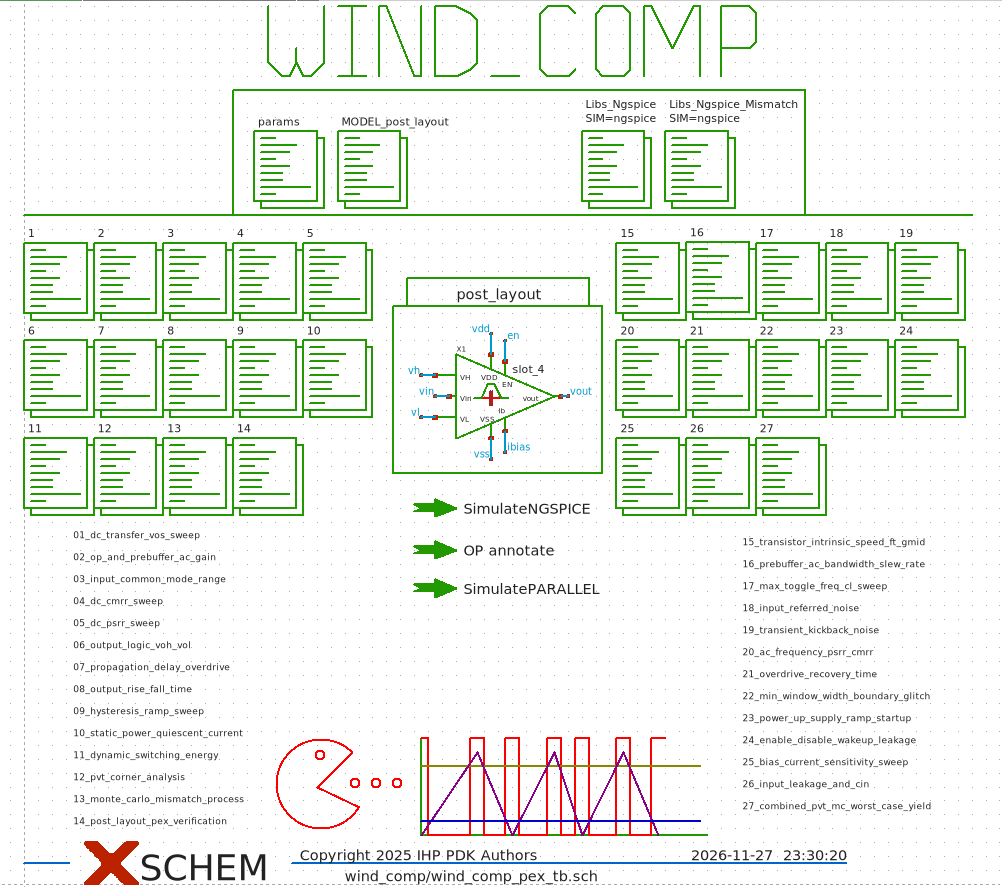 WIND_COMP
params
MODEL_post_layout
Libs_Ngspice
SIM=ngspice
Libs_Ngspice_Mismatch
SIM=ngspice
1 2 3 4 5
15 16 17 18 19
6 7 8 9 10
20 21 22 23 24
11 12 13 14
25 26 27
post_layout
vdd
en
X1
slot_4
vh
VH
VDD
EN
vin
Vin
vout
vout
vl
VL
VSS
Ib
vss
ibias
SimulateNGSPICE
OP annotate
SimulatePARALLEL
01_dc_transfer_vos_sweep
02_op_and_prebuffer_ac_gain
03_input_common_mode_range
04_dc_cmrr_sweep
05_dc_psrr_sweep
06_output_logic_voh_vol
07_propagation_delay_overdrive
08_output_rise_fall_time
09_hysteresis_ramp_sweep
10_static_power_quiescent_current
11_dynamic_switching_energy
12_pvt_corner_analysis
13_monte_carlo_mismatch_process
14_post_layout_pex_verification
15_transistor_intrinsic_speed_ft_gmid
16_prebuffer_ac_bandwidth_slew_rate
17_max_toggle_freq_cl_sweep
18_input_referred_noise
19_transient_kickback_noise
20_ac_frequency_psrr_cmrr
21_overdrive_recovery_time
22_min_window_width_boundary_glitch
23_power_up_supply_ramp_startup
24_enable_disable_wakeup_leakage
25_bias_current_sensitivity_sweep
26_input_leakage_and_cin
27_combined_pvt_mc_worst_case_yield
XSCHEM
Copyright 2025 IHP PDK Authors
2026-11-27 23:30:20
wind_comp/wind_comp_pex_tb.sch